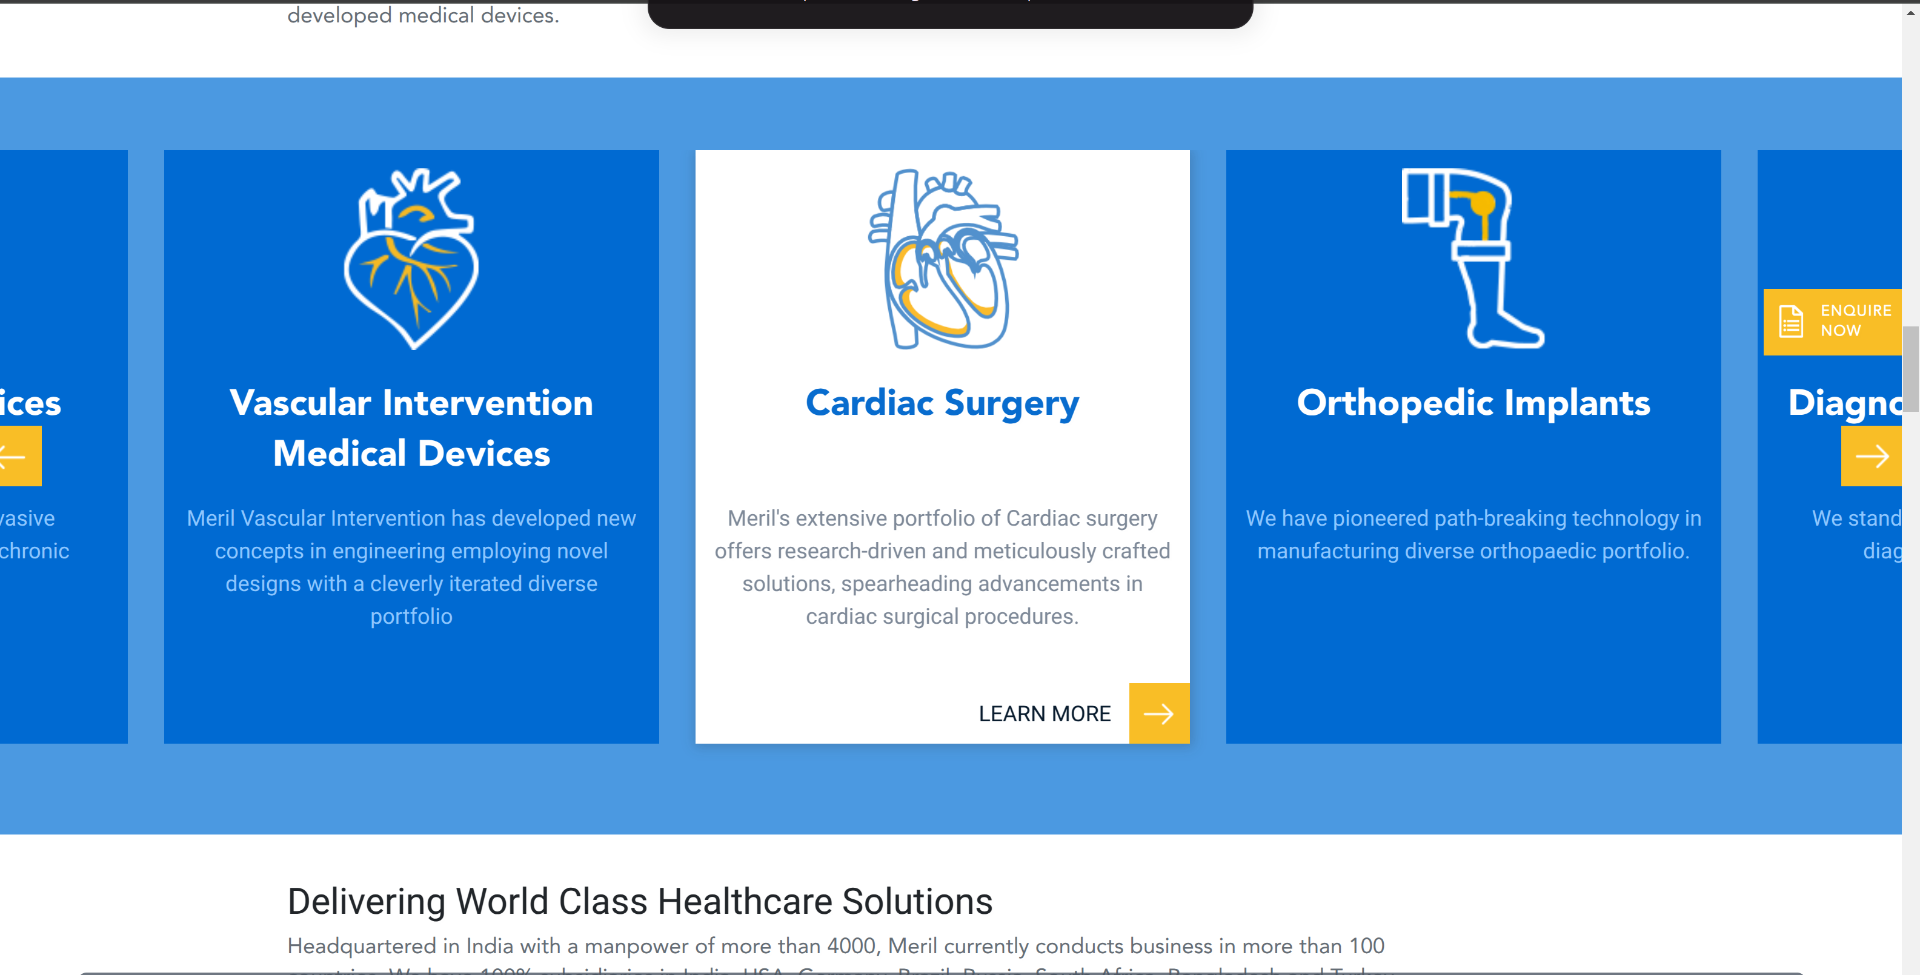 developed medical devices.
ices
vasive
chronic
Vascular Intervention
Medical Devices
Meril Vascular Intervention has developed new
concepts in engineering employing novel
designs with a cleverly iterated diverse
portfolio
Cardiac Surgery
Meril's extensive portfolio of Cardiac surgery
offers research-driven and meticulously crafted
solutions, spearheading advancements in
cardiac surgical procedures.
LEARN MORE
Orthopedic Implants
We have pioneered path-breaking technology in
manufacturing diverse orthopaedic portfolio.
ENQUIRE
NOW
Diagno
We stand
diag
Delivering World Class Healthcare Solutions
Headquartered in India with a manpower of more than 4000, Meril currently conducts business in more than 100